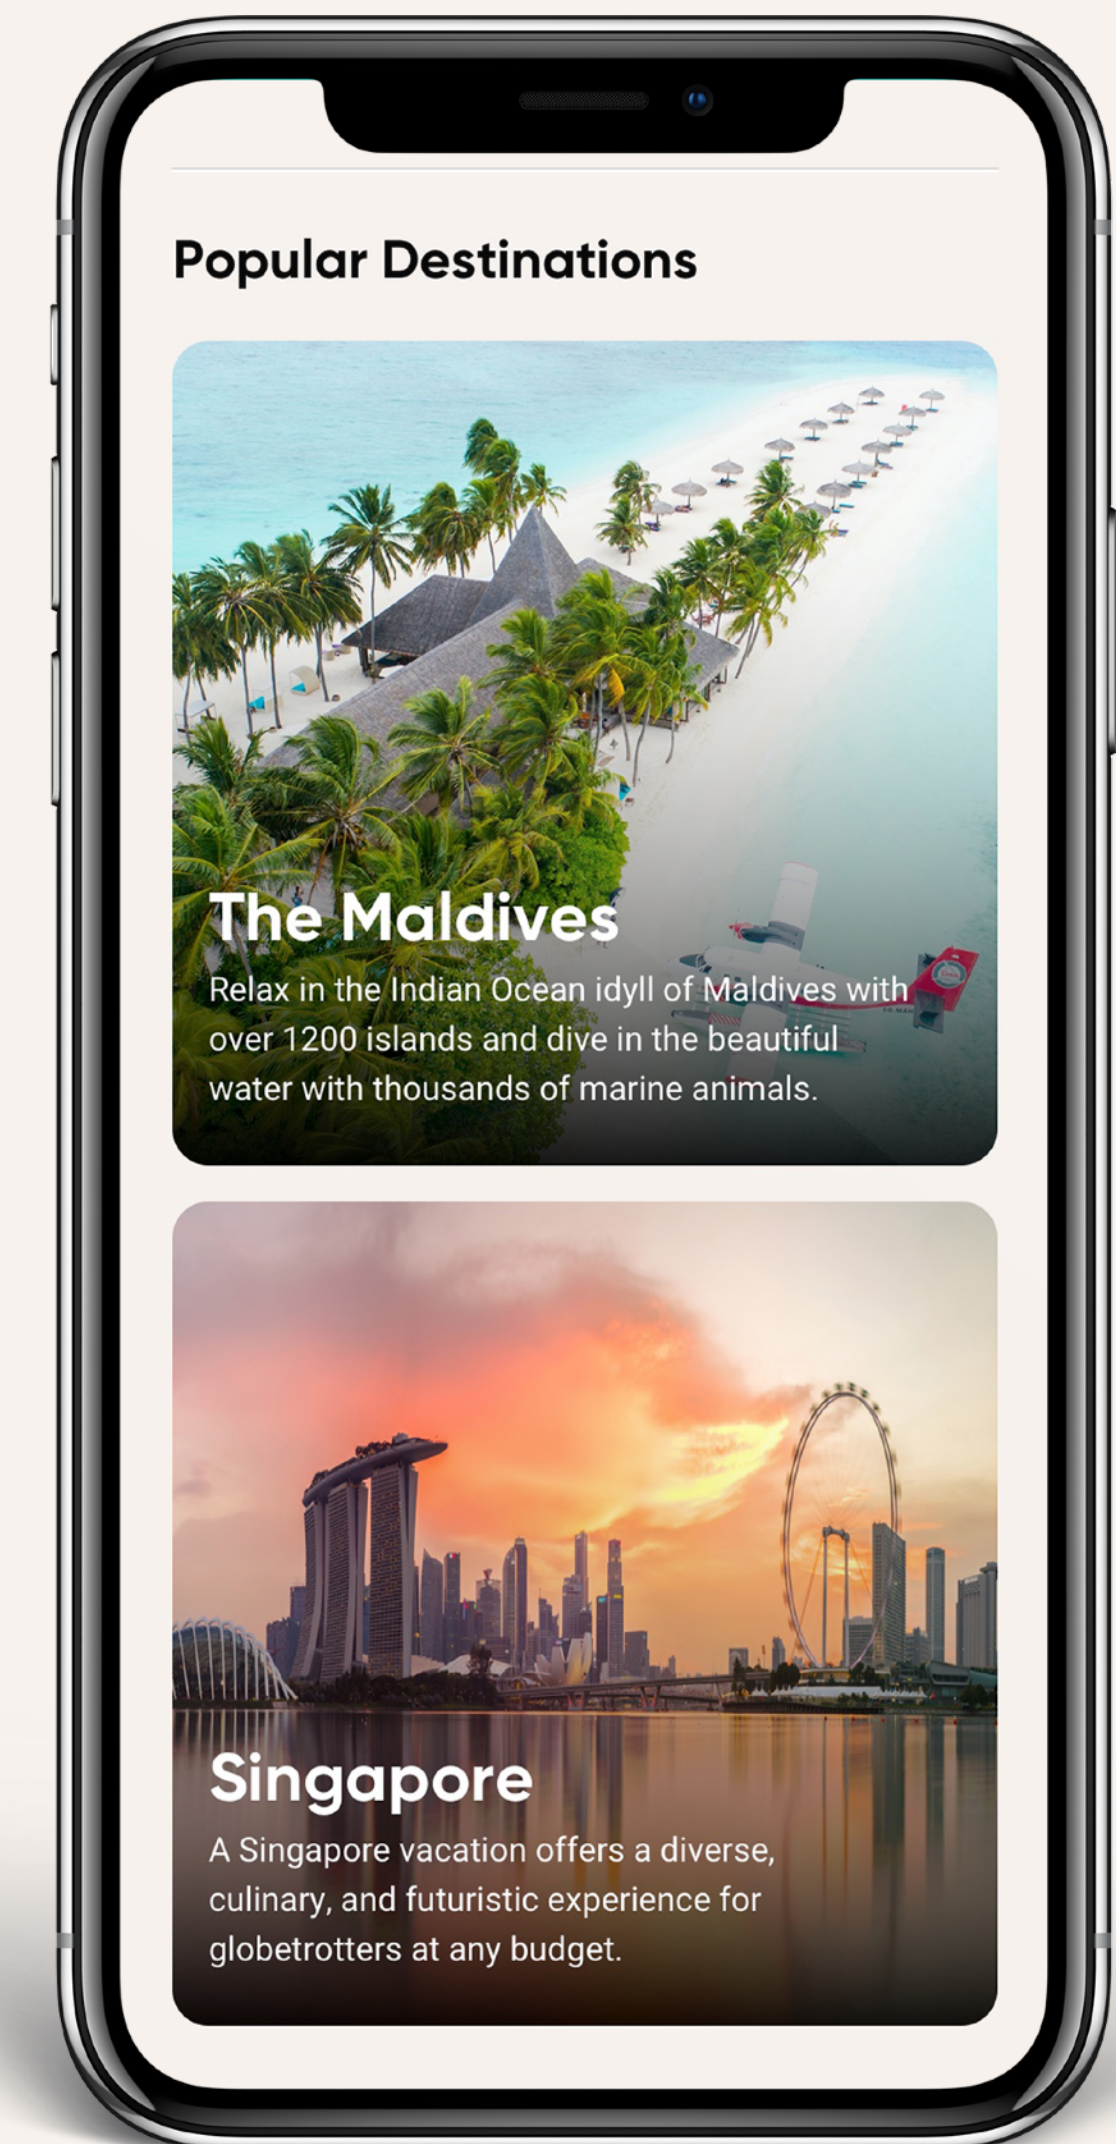 Popular Destinations
The Maldives
Relax in the Indian Ocean idyll of Maldives with
over 1200 islands and dive in the beautiful
water with thousands of marine animals.
Singapore
A Singapore vacation offers a diverse,
culinary, and futuristic experience for
globetrotters at any budget.